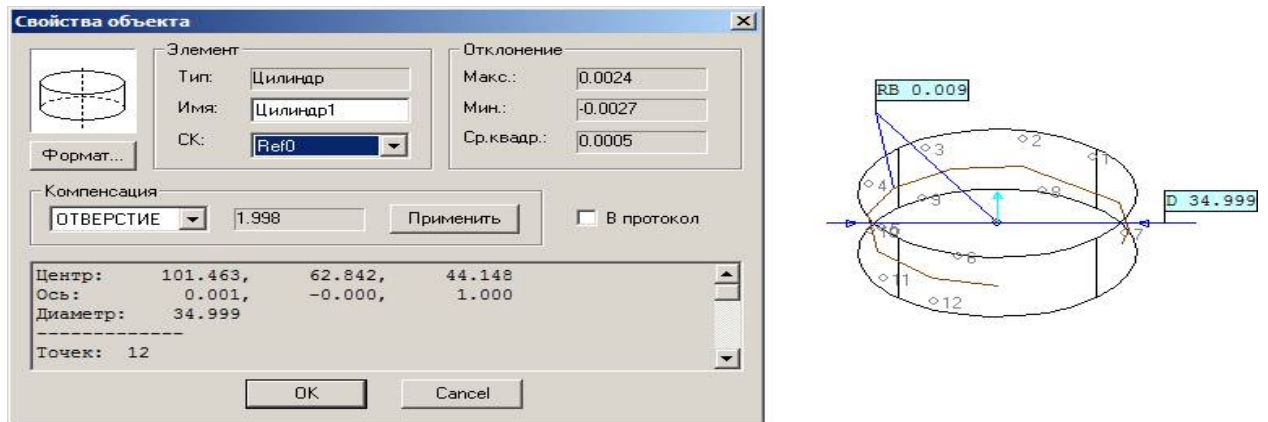 Свойства объекта
Формат...
Элемент
Тип: Цилиндр
Имя: Цилиндр1
СК: Ref0
Отклонение
Макс.: 0.0024
Мин.: -0.0027
Ср.квадр.: 0.0005
Компенсация
ОТВЕРСТИЕ 1.998 Применить
В протокол
Центр: 101.463, 62.842, 44.148
Ось: 0.001, -0.000, 1.000
Диаметр: 34.999
-------------
Точек: 12
OK Cancel
RB 0.009
D 34.999
1
2
3
4
9
8
7
6
11
12